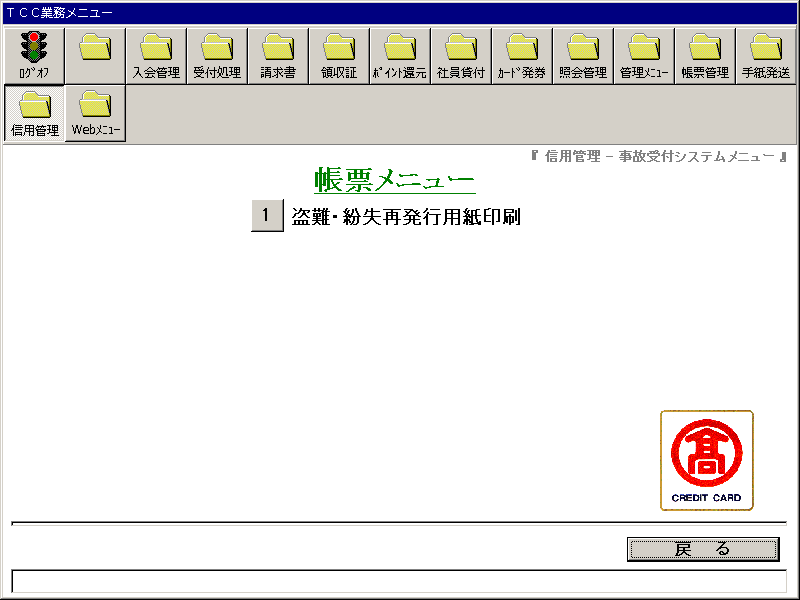 ＴＣＣ業務メニュー
ﾛｸﾞｵﾌ
入会管理
受付処理
請求書
領収証
ﾎﾟｲﾝﾄ還元
社員貸付
ｶｰﾄﾞ発券
照会管理
管理ﾒﾆｭｰ
帳票管理
手紙発送
信用管理
Webﾒﾆｭｰ
『 信用管理 － 事故受付システムメニュー 』
帳票メニュー
1 盗難・紛失再発行用紙印刷
髙
CREDIT CARD
戻　る